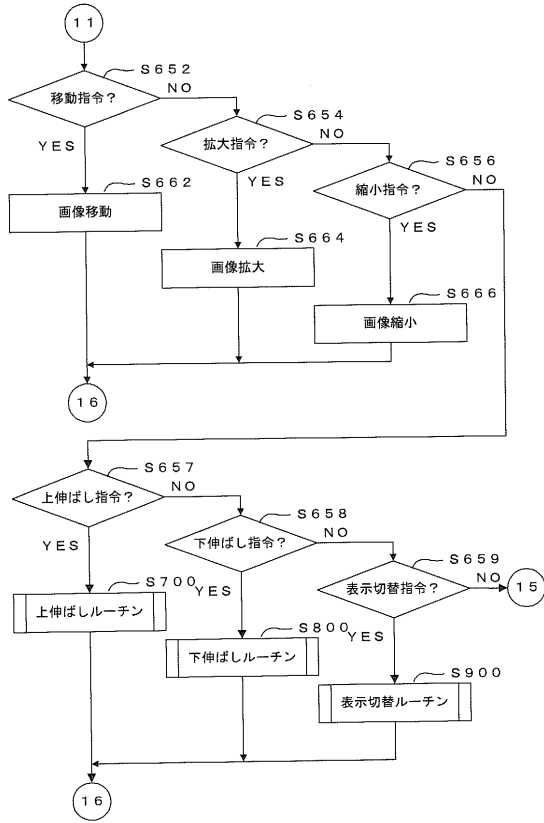 １１
Ｓ６５２
移動指令？
ＮＯ
ＹＥＳ
Ｓ６５４
拡大指令？
ＮＯ
ＹＥＳ
Ｓ６５６
縮小指令？
ＮＯ
ＹＥＳ
Ｓ６６２
画像移動
Ｓ６６４
画像拡大
Ｓ６６６
画像縮小
１６
Ｓ６５７
上伸ばし指令？
ＮＯ
ＹＥＳ
Ｓ６５８
下伸ばし指令？
ＮＯ
ＹＥＳ
Ｓ６５９
表示切替指令？
ＮＯ
１５
ＹＥＳ
Ｓ７００
上伸ばしルーチン
Ｓ８００
下伸ばしルーチン
Ｓ９００
表示切替ルーチン
１６